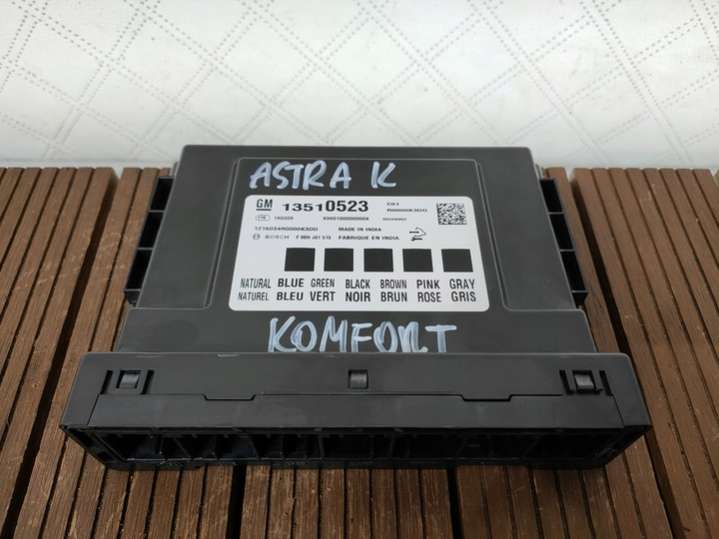 ASTRA K
GM 13510523
MADE IN INDIA
BOSCH FABRIQUE EN INDIA
NATURAL BLUE GREEN BLACK BROWN PINK GRAY
NATUREL BLEU VERT NOIR BRUN ROSE GRIS
KOMFORT